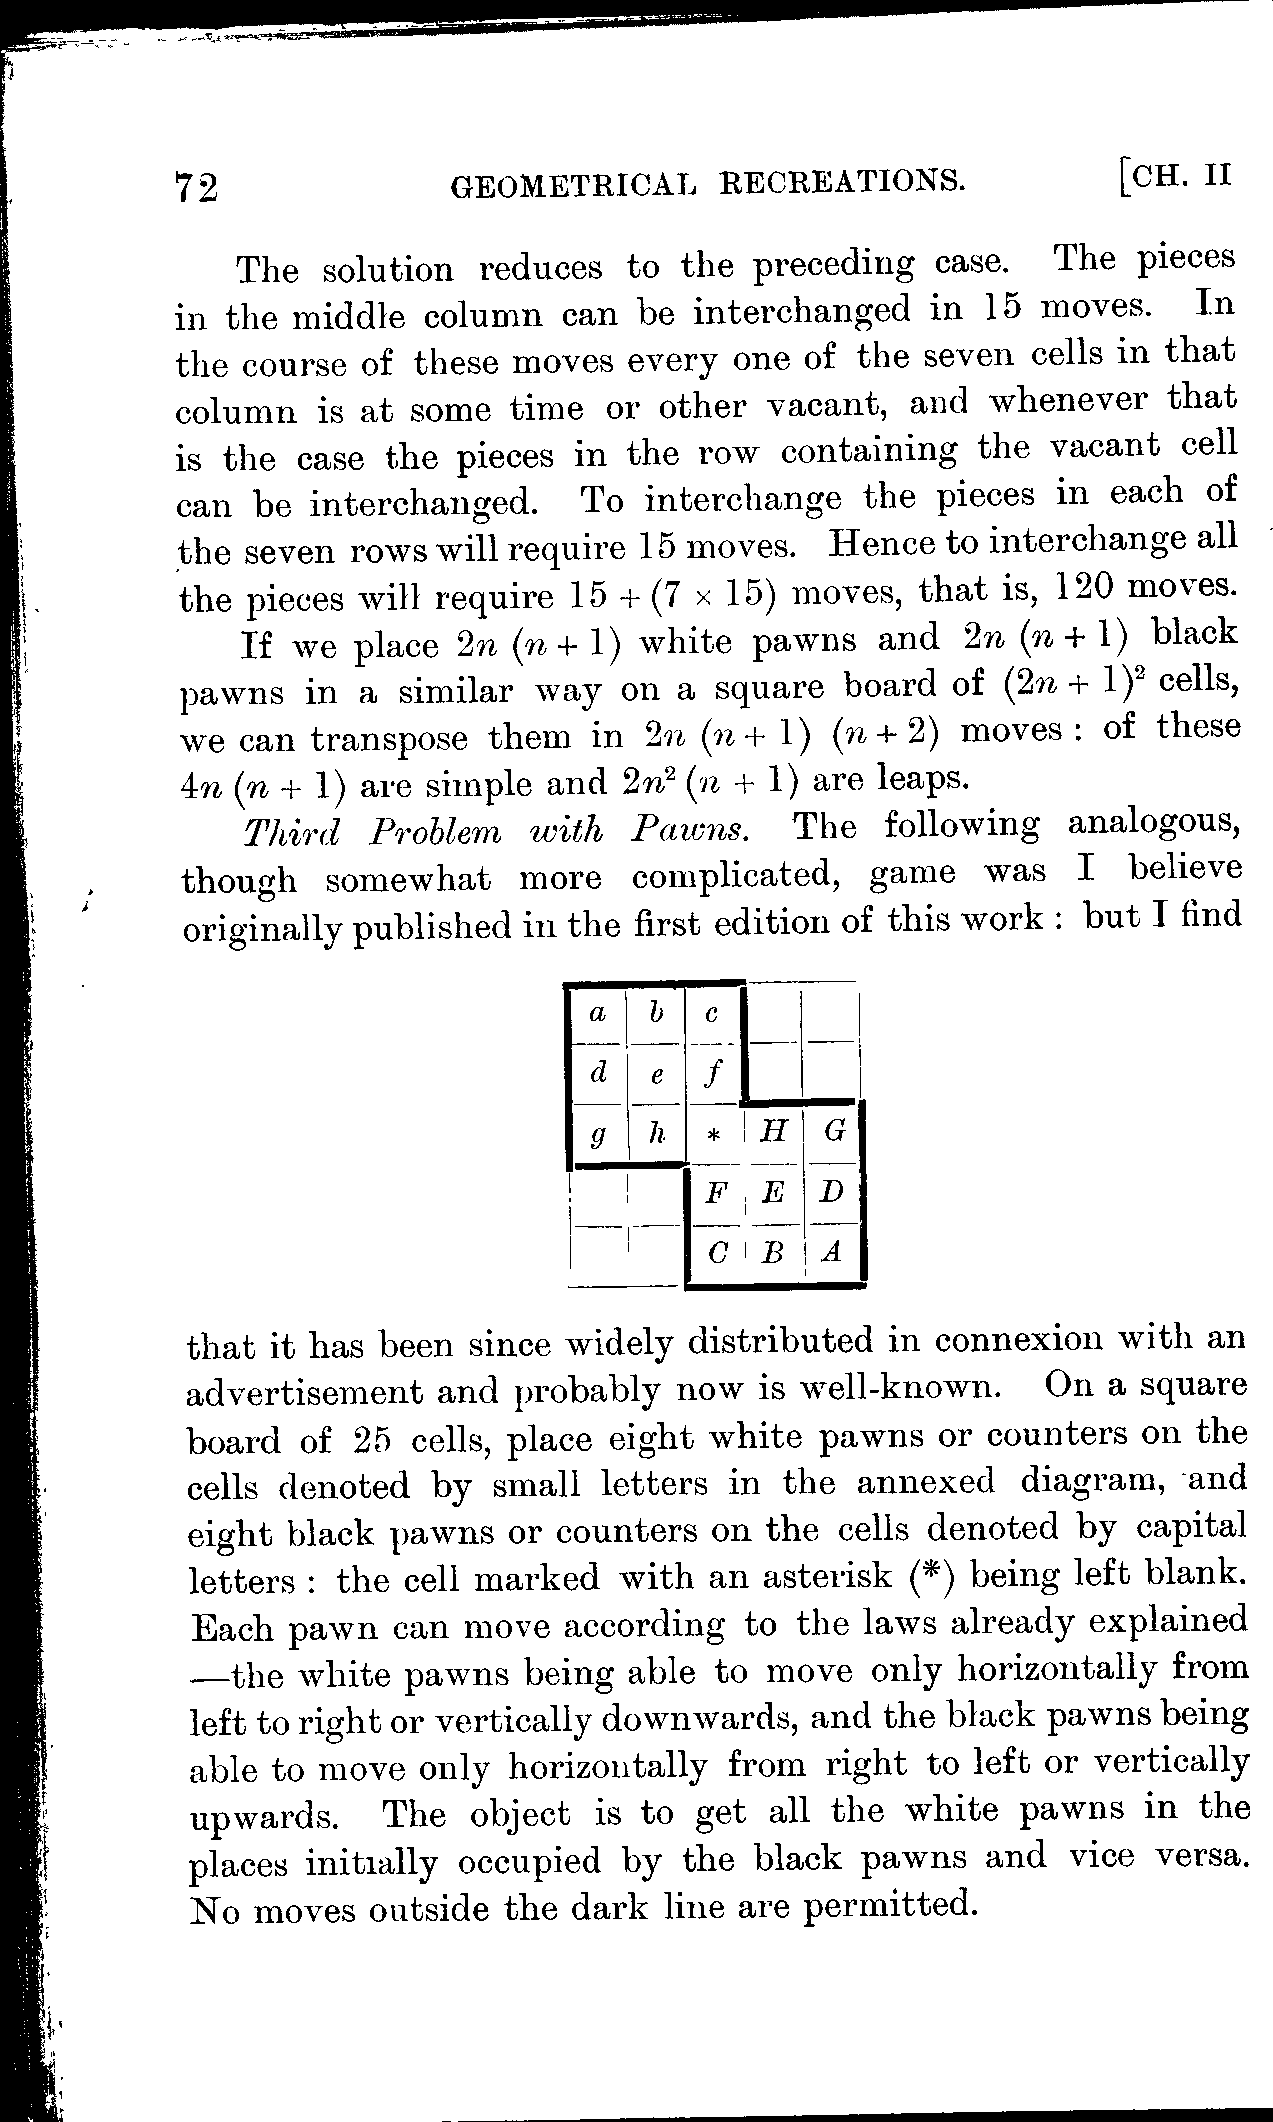 72 GEOMETRICAL RECREATIONS. [CH. II
The solution reduces to the preceding case. The pieces
in the middle column can be interchanged in 15 moves. In
the course of these moves every one of the seven cells in that
column is at some time or other vacant, and whenever that
is the case the pieces in the row containing the vacant cell
can be interchanged. To interchange the pieces in each of
the seven rows will require 15 moves. Hence to interchange all
the pieces will require 15 + (7 × 15) moves, that is, 120 moves.
If we place 2n (n + 1) white pawns and 2n (n + 1) black
pawns in a similar way on a square board of (2n + 1)² cells,
we can transpose them in 2n (n + 1) (n + 2) moves : of these
4n (n + 1) are simple and 2n² (n + 1) are leaps.
Third Problem with Pawns. The following analogous,
though somewhat more complicated, game was I believe
originally published in the first edition of this work : but I find
a b c
d e f
g h * H G
F E D
C B A
that it has been since widely distributed in connexion with an
advertisement and probably now is well-known. On a square
board of 25 cells, place eight white pawns or counters on the
cells denoted by small letters in the annexed diagram, and
eight black pawns or counters on the cells denoted by capital
letters : the cell marked with an asterisk (*) being left blank.
Each pawn can move according to the laws already explained
—the white pawns being able to move only horizontally from
left to right or vertically downwards, and the black pawns being
able to move only horizontally from right to left or vertically
upwards. The object is to get all the white pawns in the
places initially occupied by the black pawns and vice versa.
No moves outside the dark line are permitted.